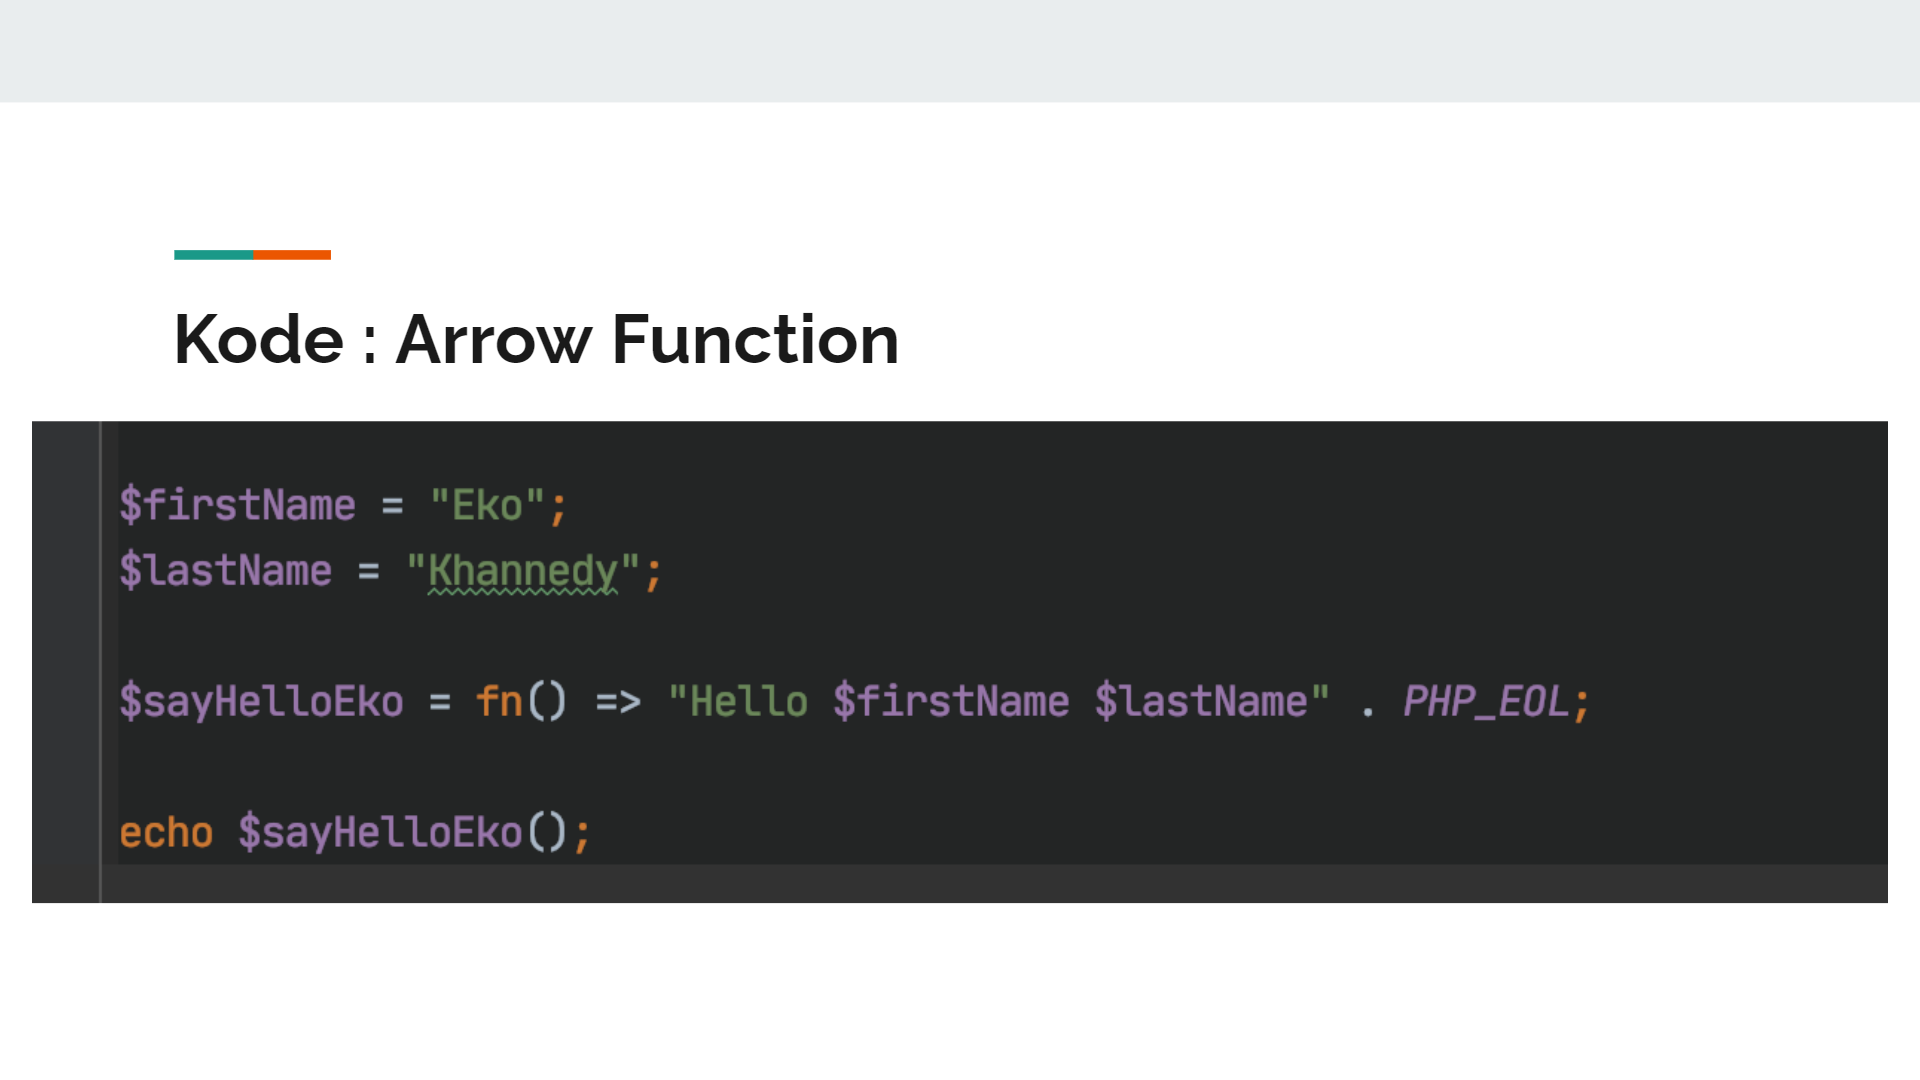 Kode : Arrow Function
$firstName = "Eko";
$lastName = "Khannedy";
$sayHelloEko = fn() => "Hello $firstName $lastName" . PHP_EOL;
echo $sayHelloEko();